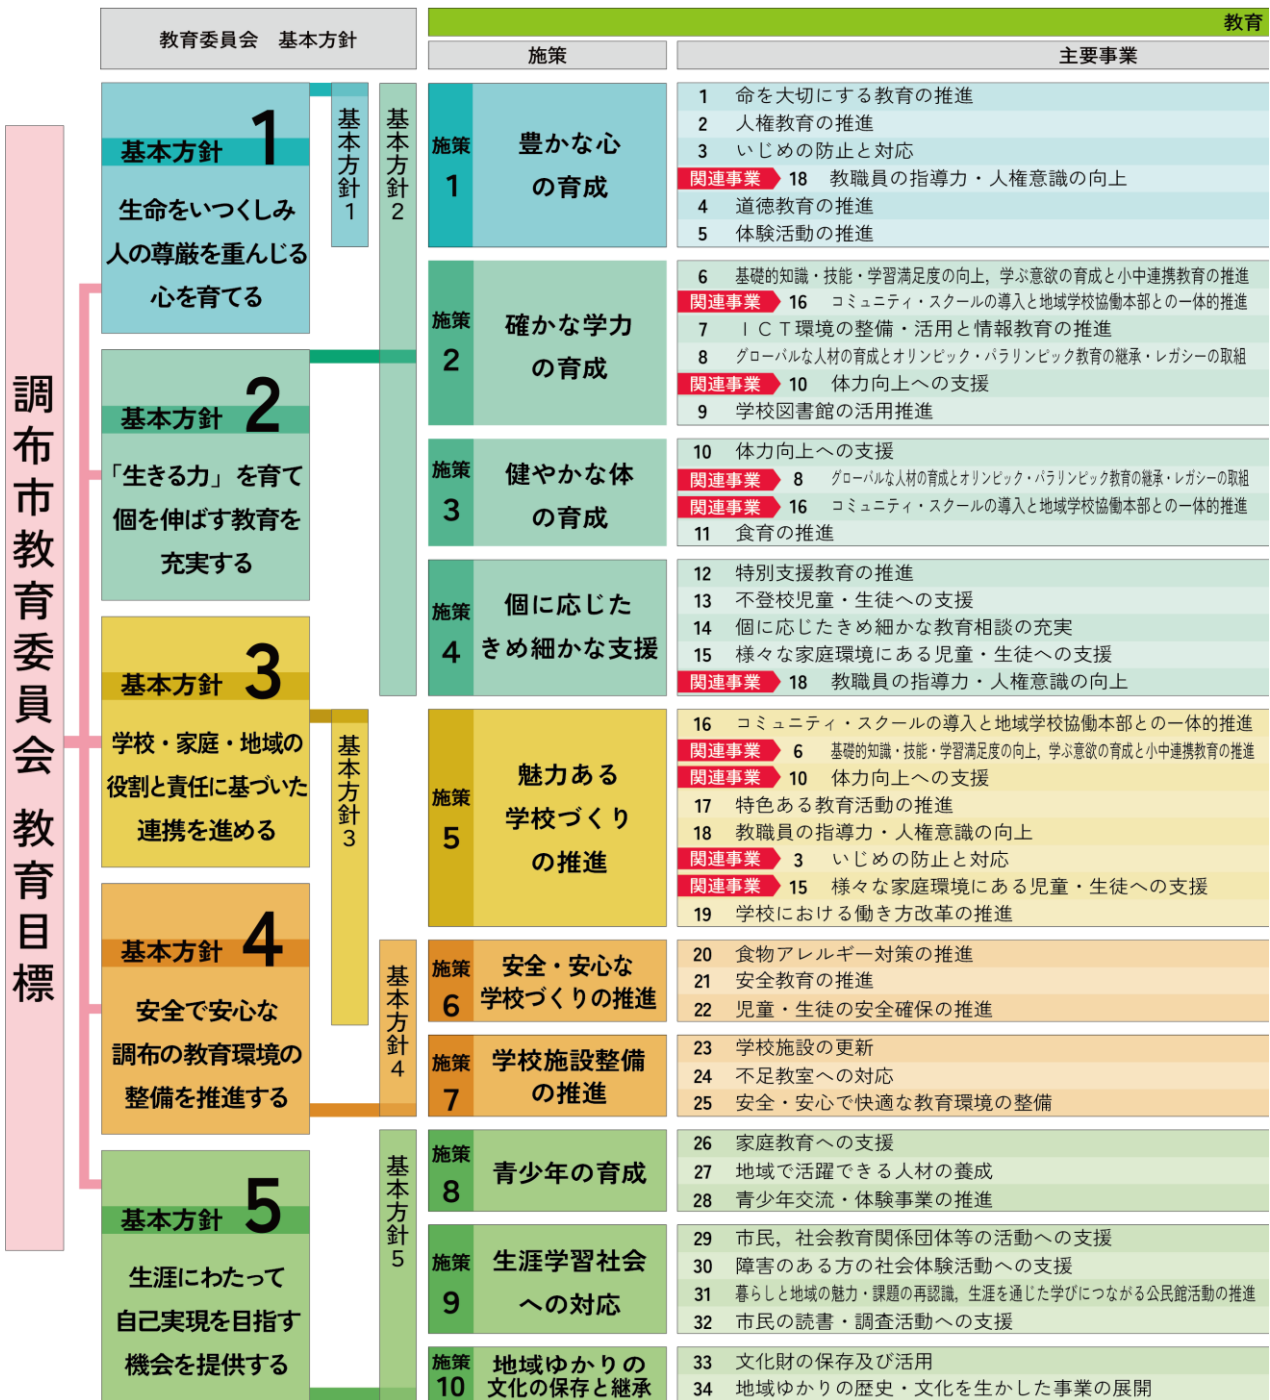 調布市教育委員会 教育目標
教育委員会 基本方針
基本方針 1
生命をいつくしみ
人の尊厳を重んじる
心を育てる
基本方針 2
「生きる力」を育て
個を伸ばす教育を
充実する
基本方針 3
学校・家庭・地域の
役割と責任に基づいた
連携を進める
基本方針 4
安全で安心な
調布の教育環境の
整備を推進する
基本方針 5
生涯にわたって
自己実現を目指す
機会を提供する
基本方針1
基本方針2
基本方針3
基本方針4
基本方針5
教育
施策
主要事業
施策 1
豊かな心
の育成
1 命を大切にする教育の推進
2 人権教育の推進
3 いじめの防止と対応
関連事業 18 教職員の指導力・人権意識の向上
4 道徳教育の推進
5 体験活動の推進
施策 2
確かな学力
の育成
6 基礎的知識・技能・学習満足度の向上，学ぶ意欲の育成と小中連携教育の推進
関連事業 16 コミュニティ・スクールの導入と地域学校協働本部との一体的推進
7 ＩＣＴ環境の整備・活用と情報教育の推進
8 グローバルな人材の育成とオリンピック・パラリンピック教育の継承・レガシーの取組
関連事業 10 体力向上への支援
9 学校図書館の活用推進
施策 3
健やかな体
の育成
10 体力向上への支援
関連事業 8 グローバルな人材の育成とオリンピック・パラリンピック教育の継承・レガシーの取組
関連事業 16 コミュニティ・スクールの導入と地域学校協働本部との一体的推進
11 食育の推進
施策 4
個に応じた
きめ細かな支援
12 特別支援教育の推進
13 不登校児童・生徒への支援
14 個に応じたきめ細かな教育相談の充実
15 様々な家庭環境にある児童・生徒への支援
関連事業 18 教職員の指導力・人権意識の向上
施策 5
魅力ある
学校づくり
の推進
16 コミュニティ・スクールの導入と地域学校協働本部との一体的推進
関連事業 6 基礎的知識・技能・学習満足度の向上，学ぶ意欲の育成と小中連携教育の推進
関連事業 10 体力向上への支援
17 特色ある教育活動の推進
18 教職員の指導力・人権意識の向上
関連事業 3 いじめの防止と対応
関連事業 15 様々な家庭環境にある児童・生徒への支援
19 学校における働き方改革の推進
施策 6
安全・安心な
学校づくりの推進
20 食物アレルギー対策の推進
21 安全教育の推進
22 児童・生徒の安全確保の推進
施策 7
学校施設整備
の推進
23 学校施設の更新
24 不足教室への対応
25 安全・安心で快適な教育環境の整備
施策 8
青少年の育成
26 家庭教育への支援
27 地域で活躍できる人材の養成
28 青少年交流・体験事業の推進
施策 9
生涯学習社会
への対応
29 市民，社会教育関係団体等の活動への支援
30 障害のある方の社会体験活動への支援
31 暮らしと地域の魅力・課題の再認識，生涯を通じた学びにつながる公民館活動の推進
32 市民の読書・調査活動への支援
施策 10
地域ゆかりの
文化の保存と継承
33 文化財の保存及び活用
34 地域ゆかりの歴史・文化を生かした事業の展開